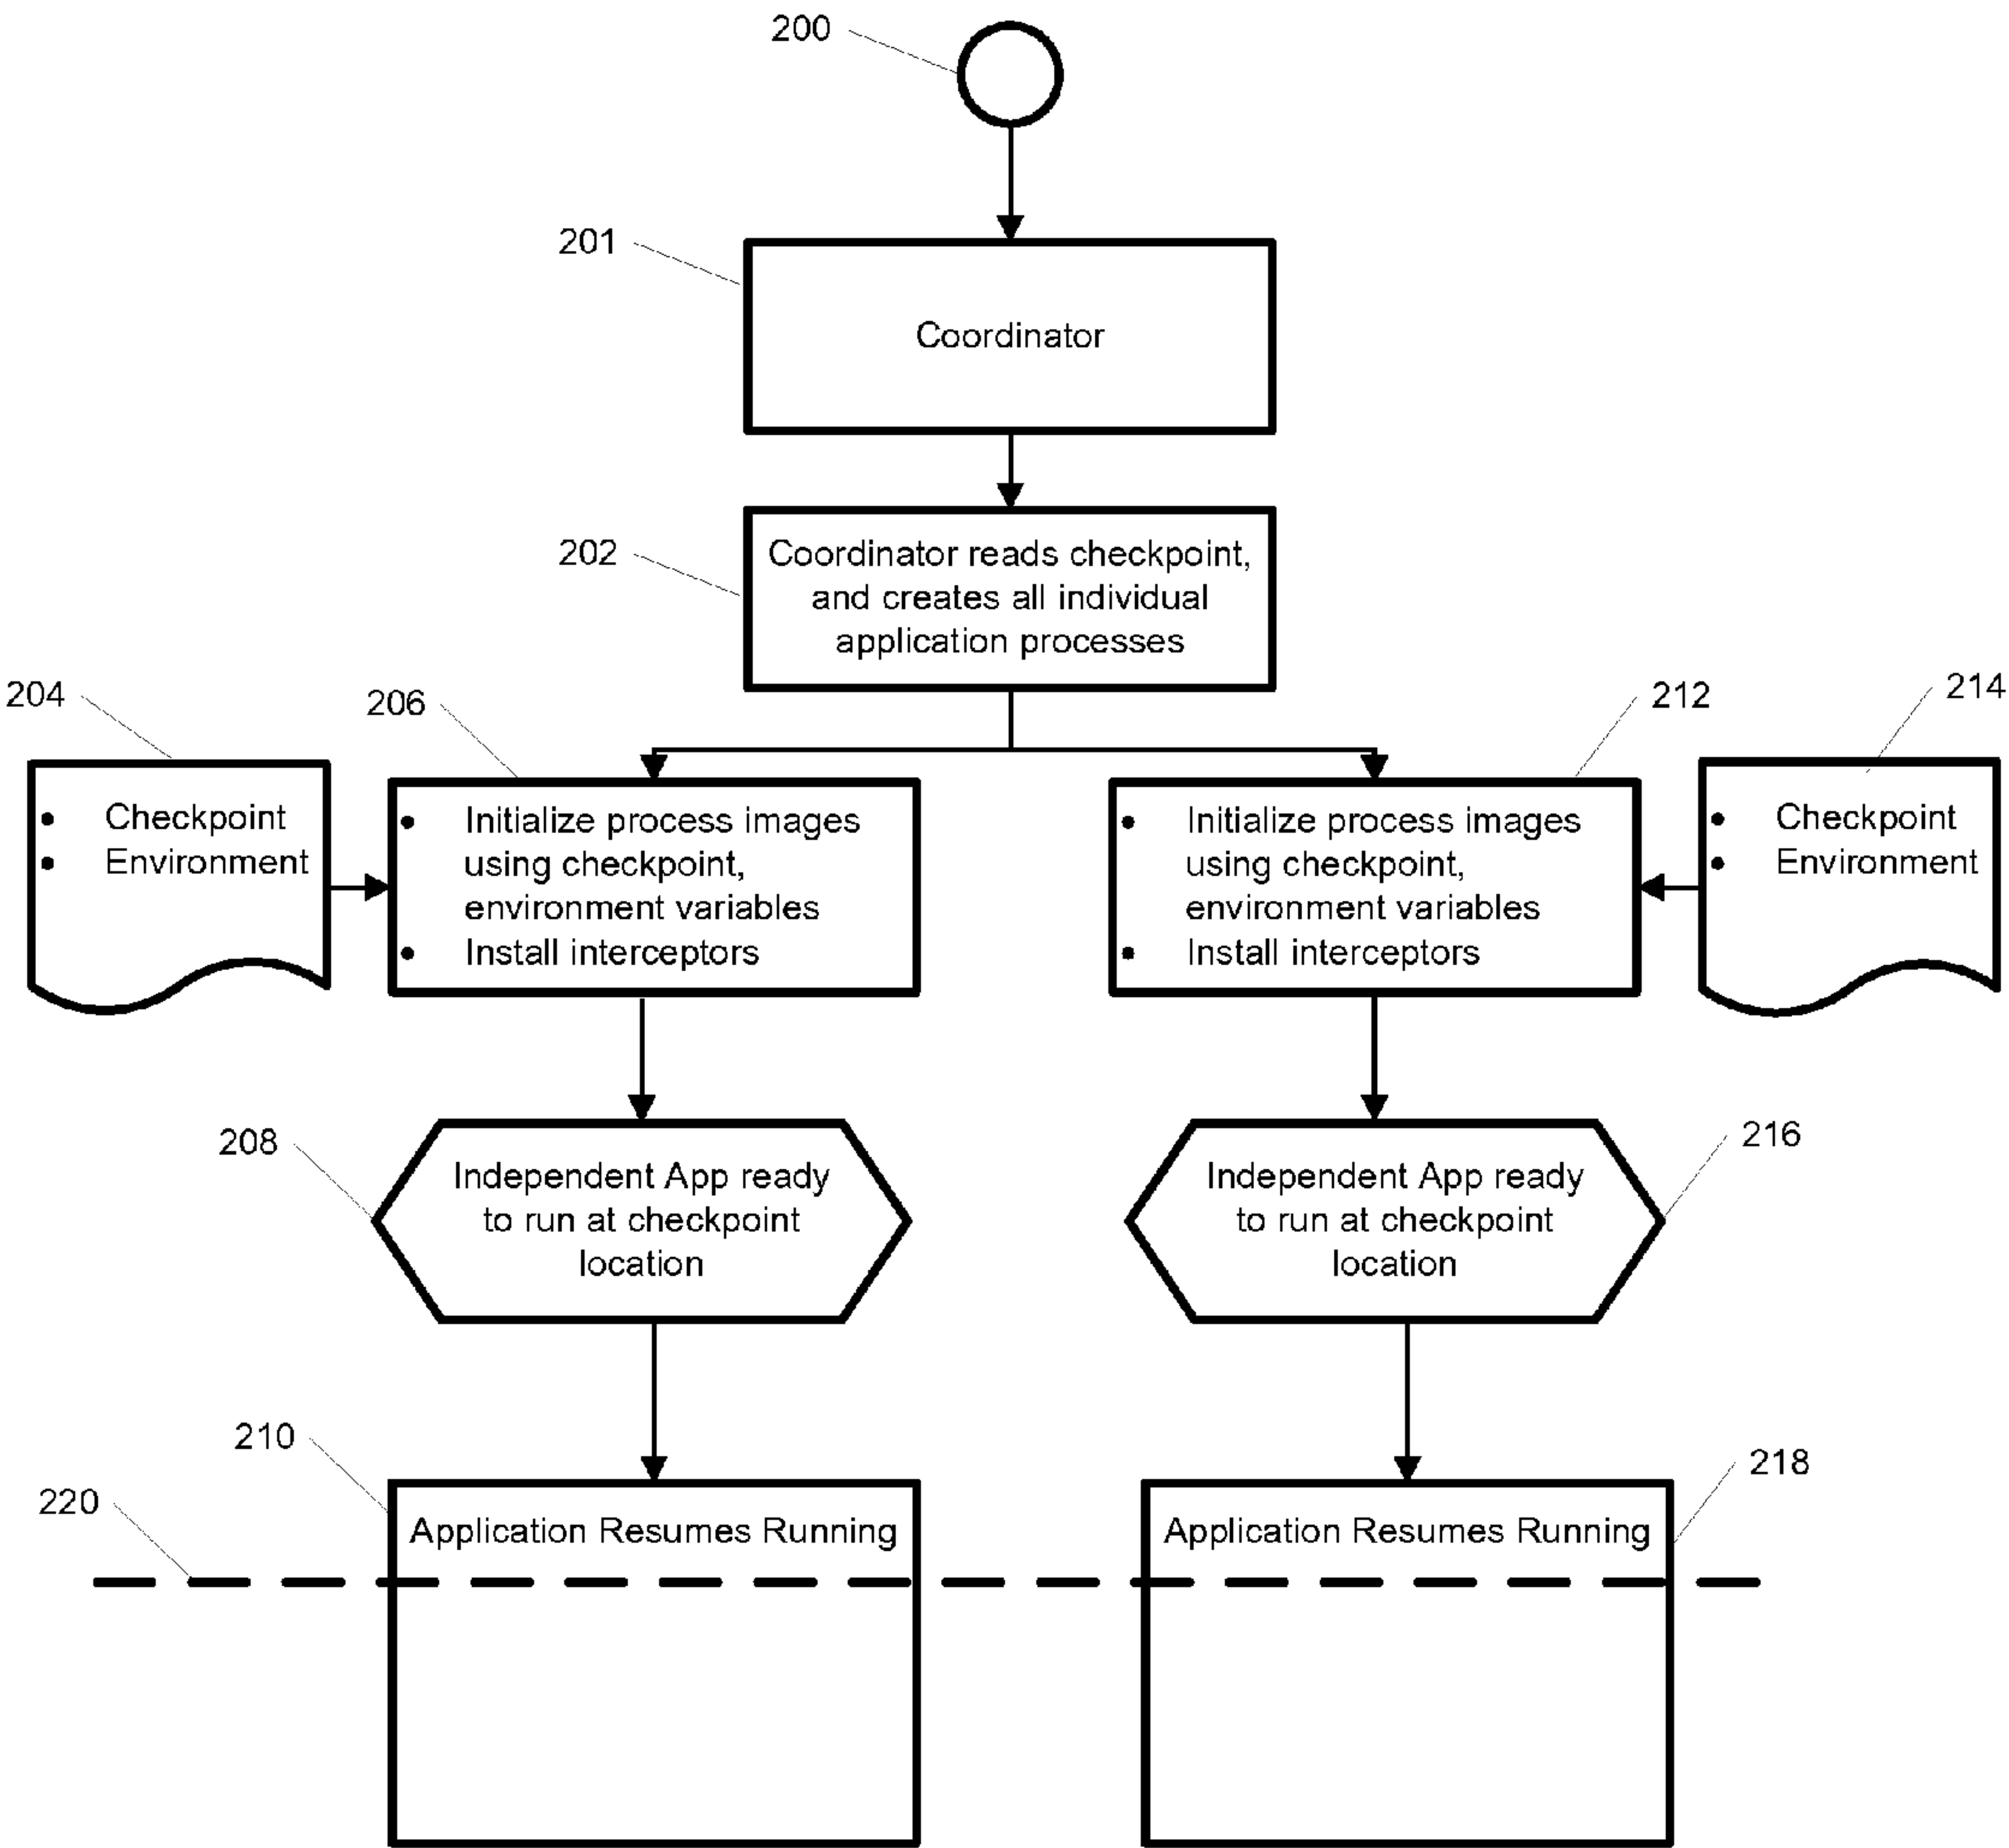 200
201
Coordinator
202
Coordinator reads checkpoint,
and creates all individual
application processes
204
206
212
214
• Checkpoint
• Environment
• Initialize process images
using checkpoint,
environment variables
• Install interceptors
• Initialize process images
using checkpoint,
environment variables
• Install interceptors
• Checkpoint
• Environment
208
Independent App ready
to run at checkpoint
location
216
Independent App ready
to run at checkpoint
location
210
Application Resumes Running
218
Application Resumes Running
220